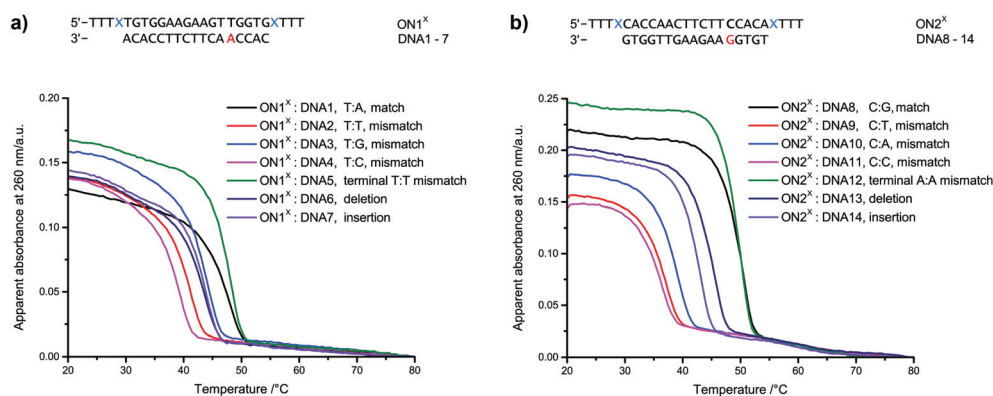 a)
5'– TTTXTGTGGAAGAAGTTGGTGXTTT ON1ˣ
3'– ACACCTTCTTCAACCAC DNA1 - 7
Apparent absorbance at 260 nm/a.u.
0.20
0.15
0.10
0.05
0.00
ON1ˣ : DNA1, T:A, match
ON1ˣ : DNA2, T:T, mismatch
ON1ˣ : DNA3, T:G, mismatch
ON1ˣ : DNA4, T:C, mismatch
ON1ˣ : DNA5, terminal T:T mismatch
ON1ˣ : DNA6, deletion
ON1ˣ : DNA7, insertion
20 30 40 50 60 70 80
Temperature /°C
b)
5'– TTTXCACCAACTTCTTCCACAXTTT ON2ˣ
3'– GTGGTTGAAGAAGGTGT DNA8 - 14
Apparent absorbance at 260 nm/a.u.
0.25
0.20
0.15
0.10
0.05
0.00
ON2ˣ : DNA8, C:G, match
ON2ˣ : DNA9, C:T, mismatch
ON2ˣ : DNA10, C:A, mismatch
ON2ˣ : DNA11, C:C, mismatch
ON2ˣ : DNA12, terminal A:A mismatch
ON2ˣ : DNA13, deletion
ON2ˣ : DNA14, insertion
20 30 40 50 60 70 80
Temperature /°C